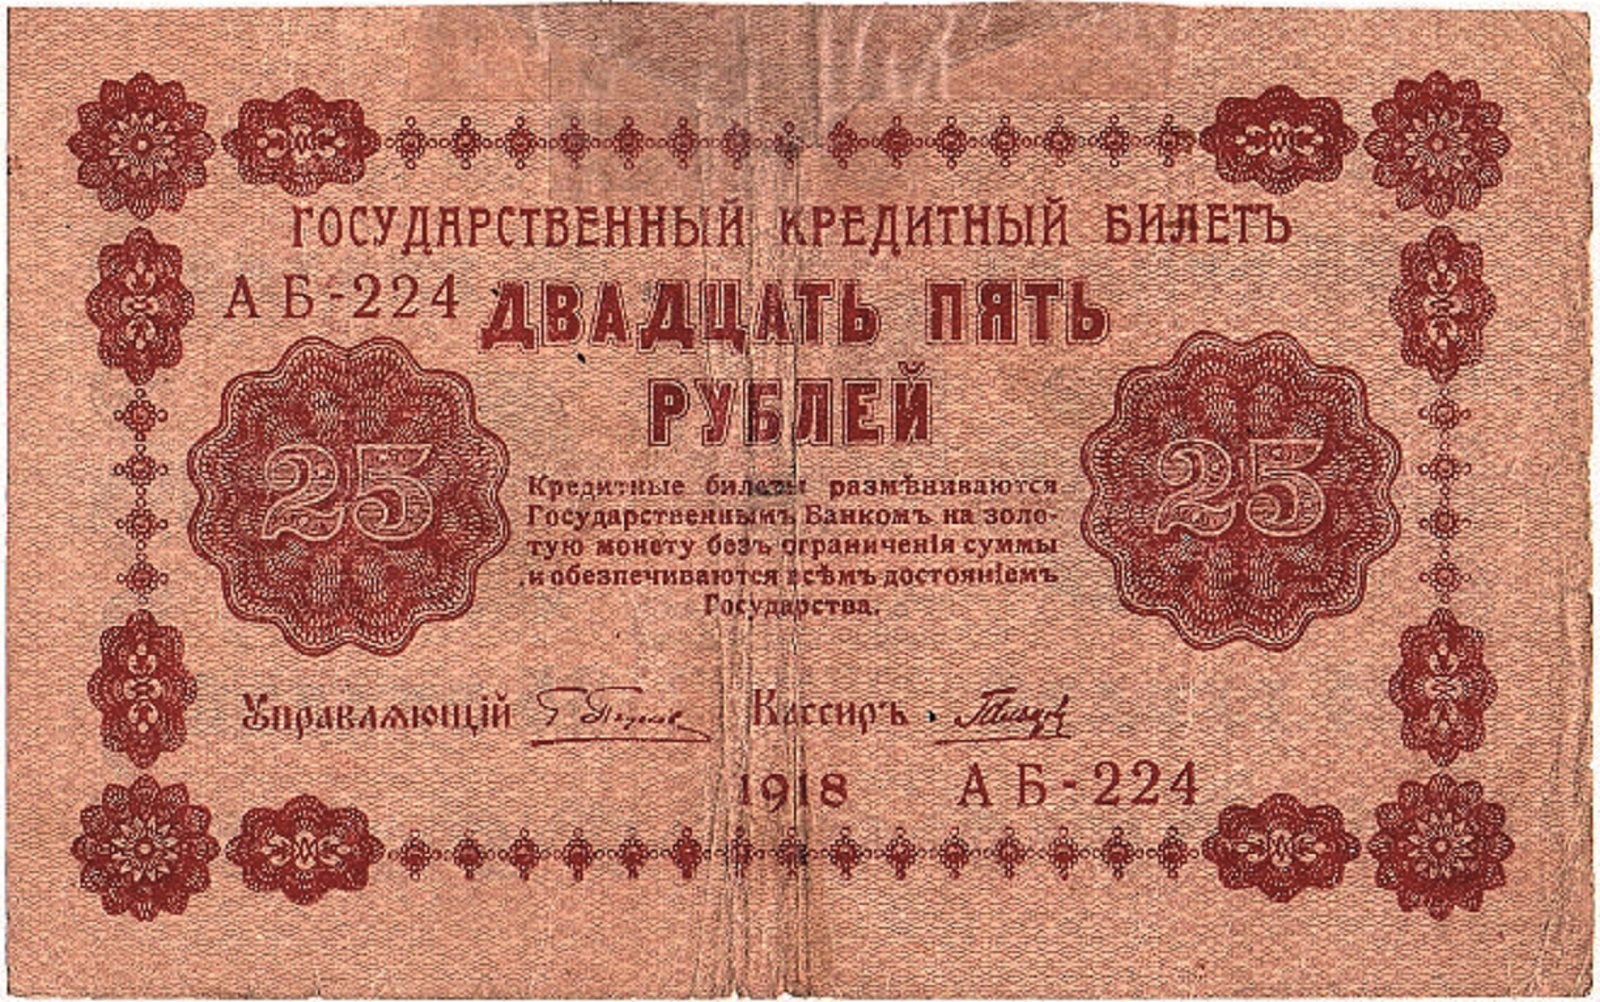 ГОСУДАРСТВЕННЫЙ КРЕДИТНЫЙ БИЛЕТЪ
АБ-224
ДВАДЦАТЬ ПЯТЬ
РУБЛЕЙ
25
25
Кредитные билеты размѣниваются
Государственнымъ Банкомъ на золо-
тую монету безъ ограниченія суммы
и обезпечиваются всѣмъ достояніемъ
Государства.
Управляющій
Кассиръ
1918 АБ-224